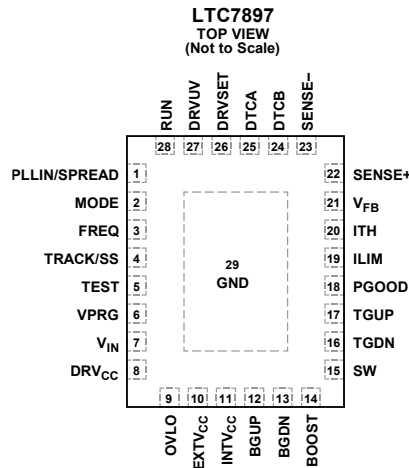 LTC7897
TOP VIEW
(Not to Scale)
RUN
DRVUV
DRVSET
DTCA
DTCB
SENSE–
28 27 26 25 24 23
PLLIN/SPREAD 1
MODE 2
FREQ 3
TRACK/SS 4
TEST 5
VPRG 6
VIN 7
DRVCC 8
29
GND
22 SENSE+
21 VFB
20 ITH
19 ILIM
18 PGOOD
17 TGUP
16 TGDN
15 SW
9 10 11 12 13 14
OVLO
EXTVCC
INTVCC
BGUP
BGDN
BOOST